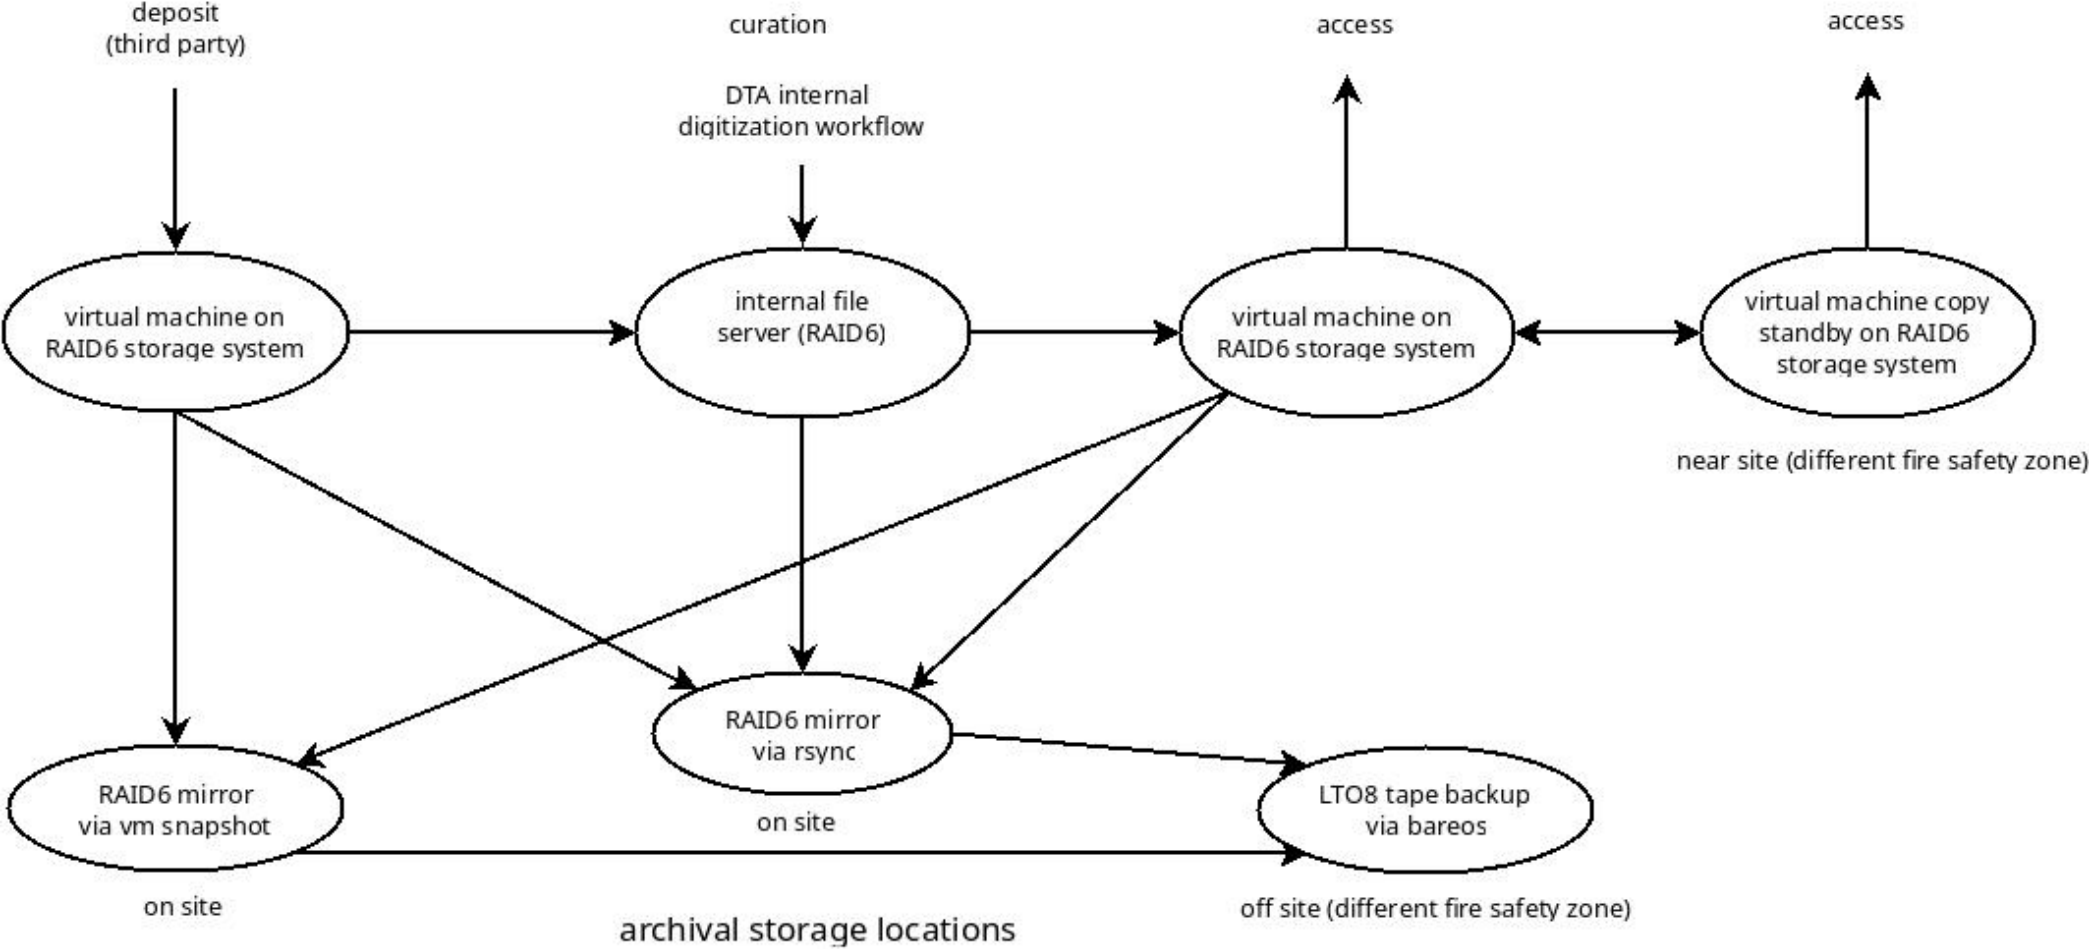 deposit
(third party)
curation
access
access
DTA internal
digitization workflow
virtual machine on
RAID6 storage system
internal file
server (RAID6)
virtual machine on
RAID6 storage system
virtual machine copy
standby on RAID6
storage system
near site (different fire safety zone)
RAID6 mirror
via rsync
on site
RAID6 mirror
via vm snapshot
on site
LTO8 tape backup
via bareos
off site (different fire safety zone)
archival storage locations